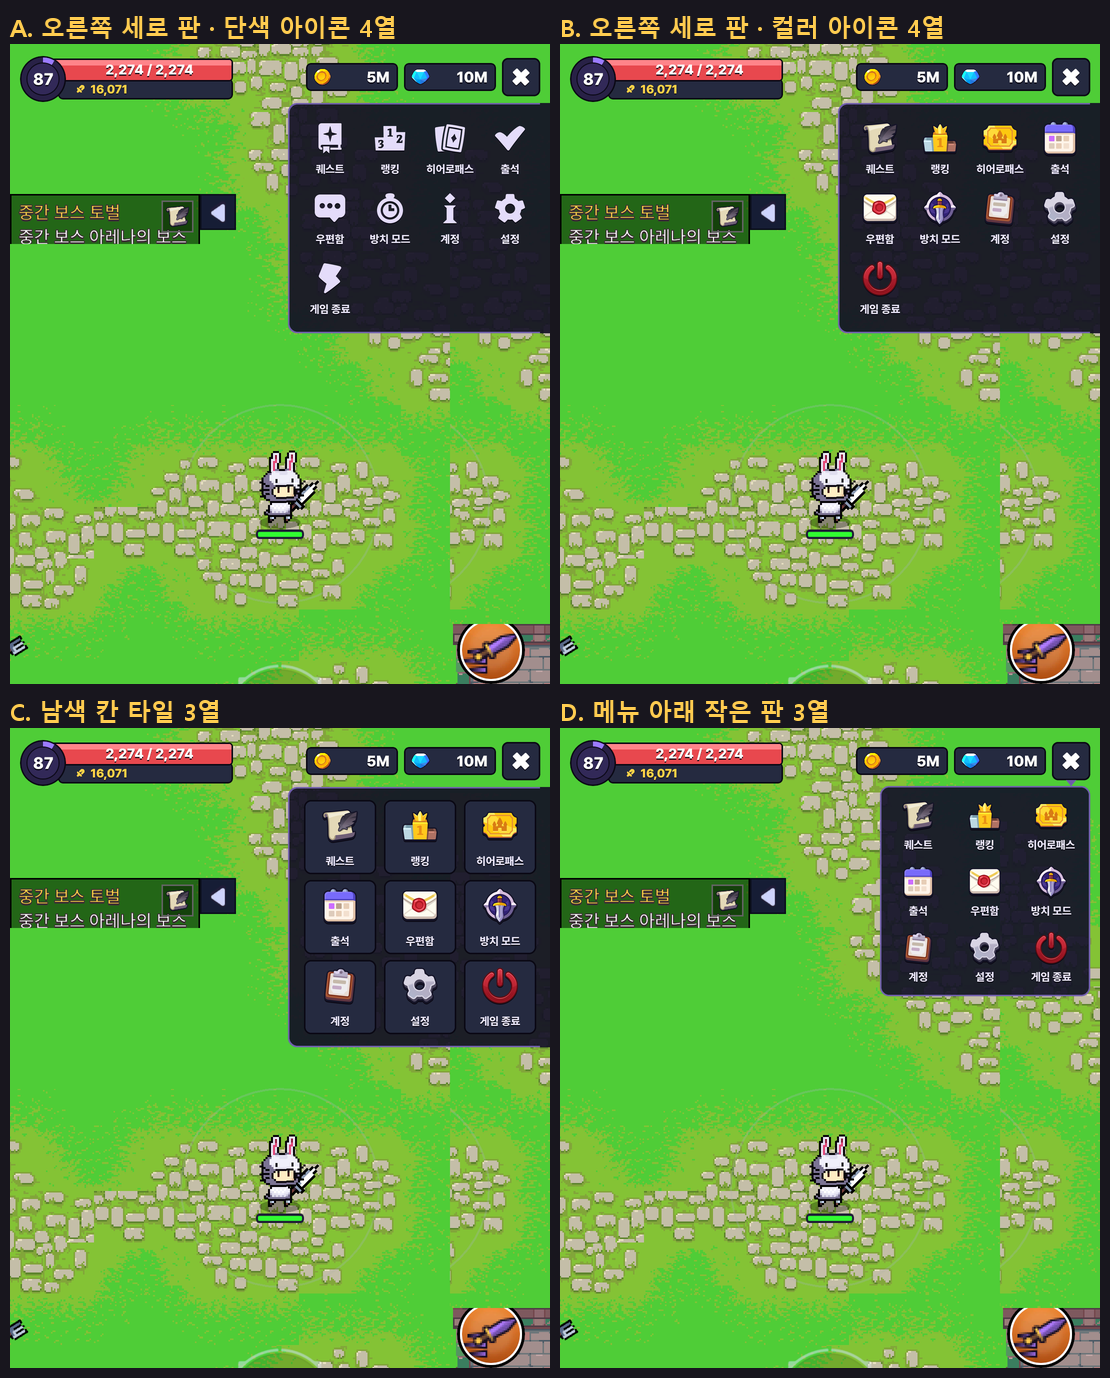 A. 오른쪽 세로 판 · 단색 아이콘 4열
87
2,274 / 2,274
16,071
5M
10M
퀘스트 랭킹 히어로패스 출석
우편함 방치 모드 계정 설정
게임 종료
중간 보스 토벌
중간 보스 아레나의 보스
B. 오른쪽 세로 판 · 컬러 아이콘 4열
87
2,274 / 2,274
16,071
5M
10M
퀘스트 랭킹 히어로패스 출석
우편함 방치 모드 계정 설정
게임 종료
중간 보스 토벌
중간 보스 아레나의 보스
C. 남색 칸 타일 3열
87
2,274 / 2,274
16,071
5M
10M
퀘스트 랭킹 히어로패스
출석 우편함 방치 모드
계정 설정 게임 종료
중간 보스 토벌
중간 보스 아레나의 보스
D. 메뉴 아래 작은 판 3열
87
2,274 / 2,274
16,071
5M
10M
퀘스트 랭킹 히어로패스
출석 우편함 방치 모드
계정 설정 게임 종료
중간 보스 토벌
중간 보스 아레나의 보스